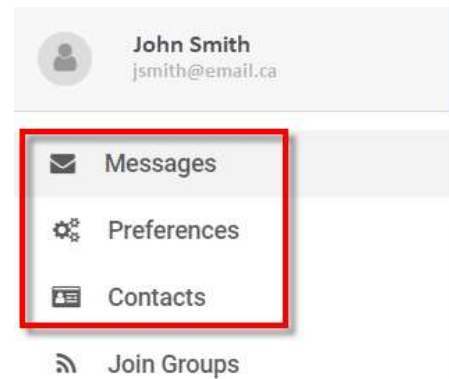 John Smith
jsmith@email.ca
Messages
Preferences
Contacts
Join Groups